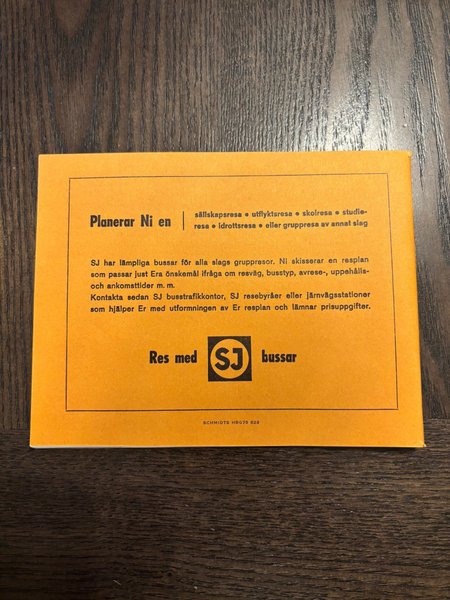 Planerar Ni en
sällskapsresa • utflyktsresa • skolresa • studie-
resa • idrottsresa • eller gruppresa av annat slag
SJ har lämpliga bussar för alla slags gruppresor. Ni skisserar en resplan
som passar just Era önskemål ifråga om resväg, busstyp, avrese-, uppehålls-
och ankomsttider m. m.
Kontakta sedan SJ busstrafikkontor, SJ resebyråer eller järnvägsstationer
som hjälper Er med utformningen av Er resplan och lämnar prisuppgifter.
Res med SJ bussar
SCHMIDTS HBG76 628